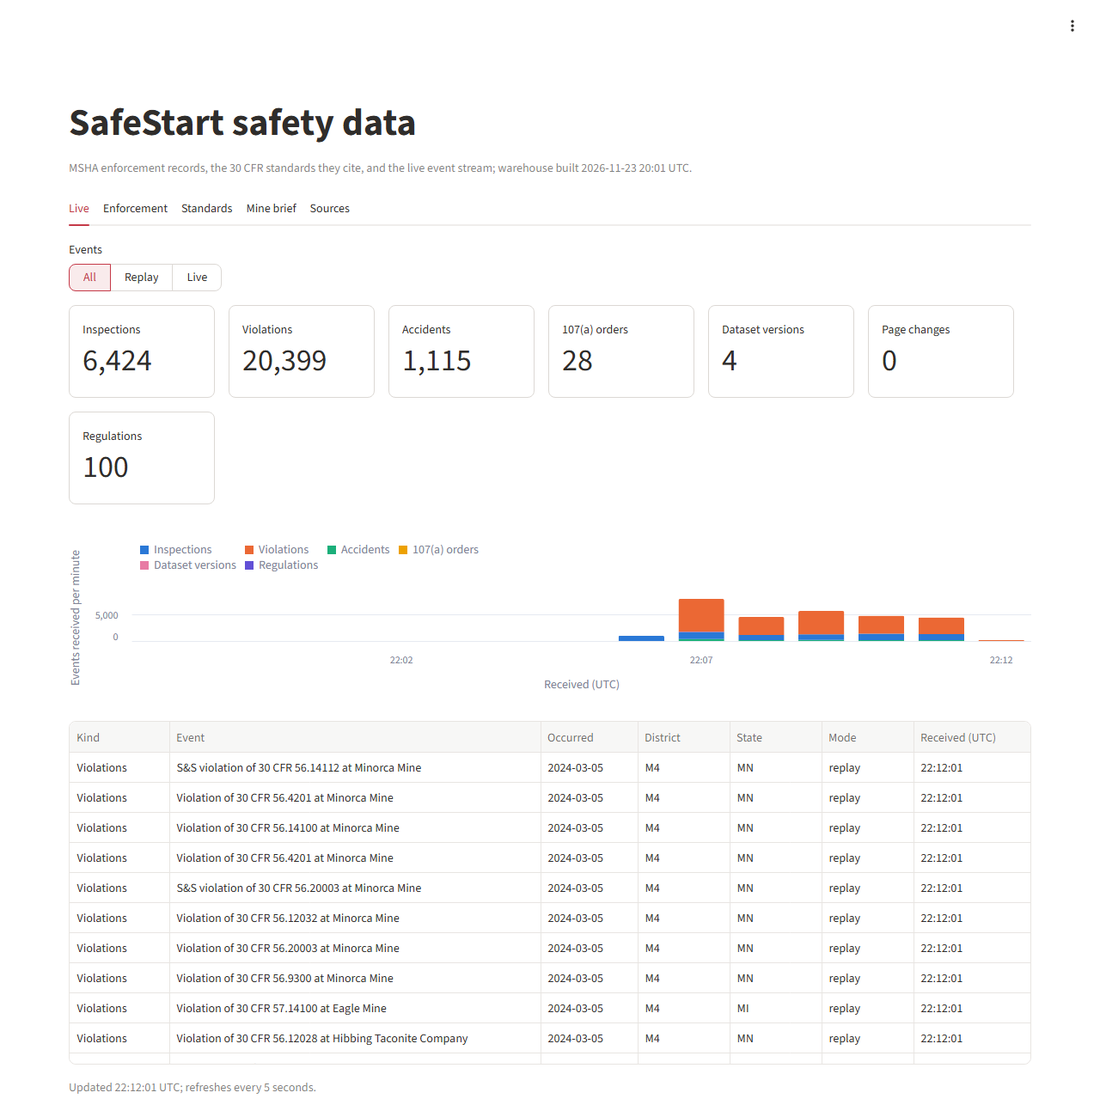 SafeStart safety data
MSHA enforcement records, the 30 CFR standards they cite, and the live event stream; warehouse built 2026-11-23 20:01 UTC.
Live Enforcement Standards Mine brief Sources
Events
All Replay Live
Inspections Violations Accidents 107(a) orders Dataset versions Page changes
6,424 20,399 1,115 28 4 0
Regulations
100
Inspections Violations Accidents 107(a) orders
Dataset versions Regulations
Events received per minute
5,000
0
22:02 22:07 22:12
Received (UTC)
Kind Event Occurred District State Mode Received (UTC)
Violations S&S violation of 30 CFR 56.14112 at Minorca Mine 2024-03-05 M4 MN replay 22:12:01
Violations Violation of 30 CFR 56.4201 at Minorca Mine 2024-03-05 M4 MN replay 22:12:01
Violations Violation of 30 CFR 56.14100 at Minorca Mine 2024-03-05 M4 MN replay 22:12:01
Violations Violation of 30 CFR 56.4201 at Minorca Mine 2024-03-05 M4 MN replay 22:12:01
Violations S&S violation of 30 CFR 56.20003 at Minorca Mine 2024-03-05 M4 MN replay 22:12:01
Violations Violation of 30 CFR 56.12032 at Minorca Mine 2024-03-05 M4 MN replay 22:12:01
Violations Violation of 30 CFR 56.20003 at Minorca Mine 2024-03-05 M4 MN replay 22:12:01
Violations Violation of 30 CFR 56.9300 at Minorca Mine 2024-03-05 M4 MN replay 22:12:01
Violations Violation of 30 CFR 57.14100 at Eagle Mine 2024-03-05 M4 MI replay 22:12:01
Violations Violation of 30 CFR 56.12028 at Hibbing Taconite Company 2024-03-05 M4 MN replay 22:12:01
Updated 22:12:01 UTC; refreshes every 5 seconds.